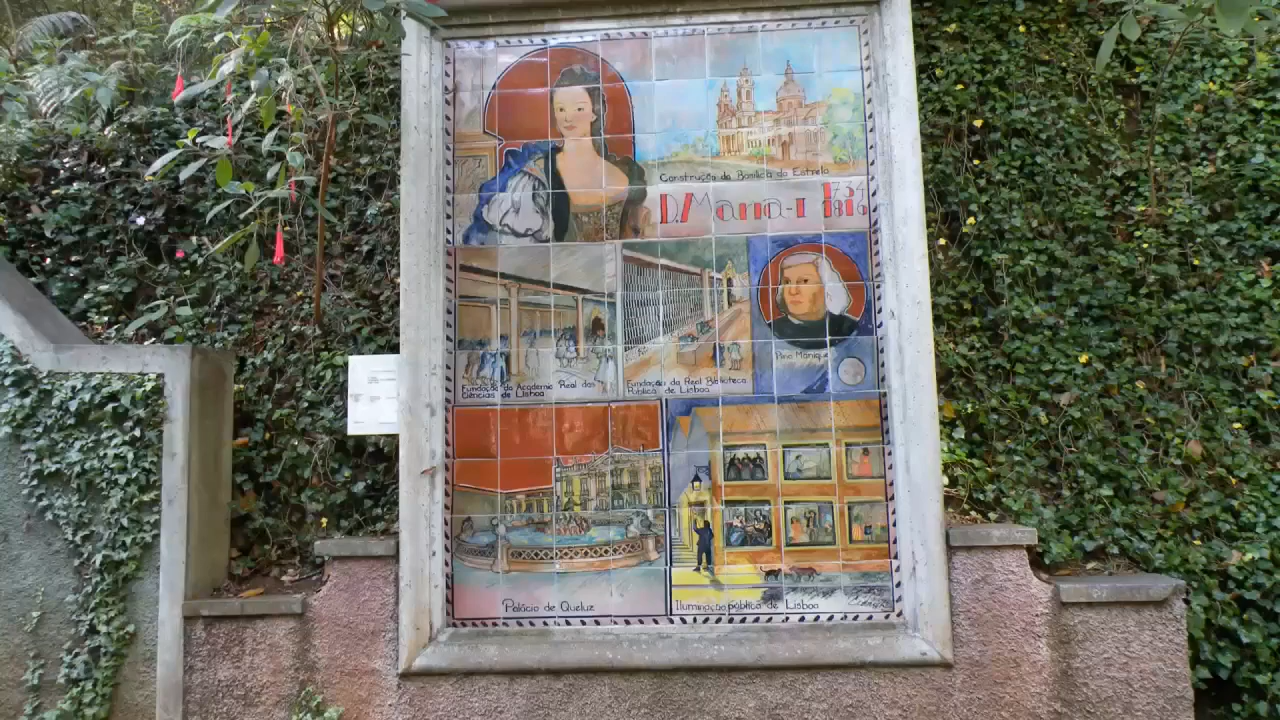 Construção da Basílica da Estrela
D. Maria-I 1734
1816
Fundação da Academia Real das
Ciências de Lisboa
Fundação da Real Biblioteca
Pública de Lisboa
Pina Manique
Palácio de Queluz
Iluminação pública de Lisboa